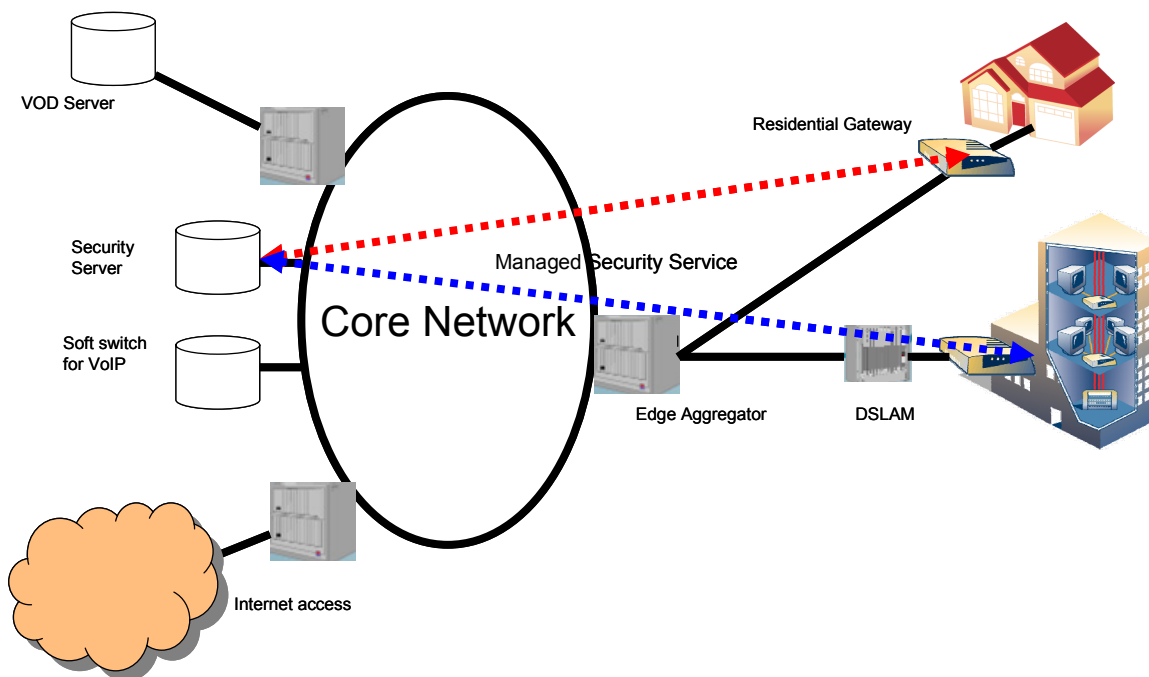 VOD Server
Residential Gateway
Security
Server
Managed Security Service
Core Network
Soft switch
for VoIP
Edge Aggregator
DSLAM
Internet access